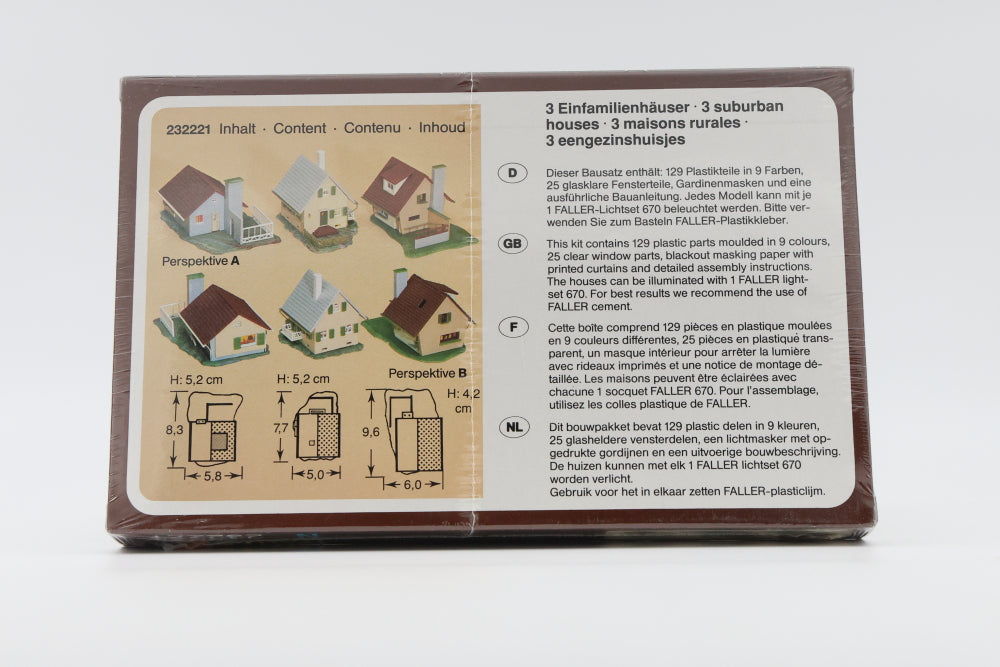 232221 Inhalt · Content · Contenu · Inhoud
Perspektive A
Perspektive B
H: 5,2 cm
H: 5,2 cm
H: 4,2
cm
8,3
7,7
9,6
5,8
5,0
6,0
3 Einfamilienhäuser · 3 suburban
houses · 3 maisons rurales ·
3 eengezinshuisjes
D
Dieser Bausatz enthält: 129 Plastikteile in 9 Farben,
25 glasklare Fensterteile, Gardinenmasken und eine
ausführliche Bauanleitung. Jedes Modell kann mit je
1 FALLER-Lichtset 670 beleuchtet werden. Bitte ver-
wenden Sie zum Basteln FALLER-Plastikkleber.
GB
This kit contains 129 plastic parts moulded in 9 colours,
25 clear window parts, blackout masking paper with
printed curtains and detailed assembly instructions.
The houses can be illuminated with 1 FALLER light-
set 670. For best results we recommend the use of
FALLER cement.
F
Cette boîte comprend 129 pièces en plastique moulées
en 9 couleurs différentes, 25 pièces en plastique trans-
parent, un masque intérieur pour arrêter la lumière
avec rideaux imprimés et une notice de montage dé-
taillée. Les maisons peuvent être éclairées avec
chacune 1 socquet FALLER 670. Pour l'assemblage,
utilisez les colles plastique de FALLER.
NL
Dit bouwpakket bevat 129 plastic delen in 9 kleuren,
25 glasheldere vensterdelen, een lichtmasker met op-
gedrukte gordijnen en een uitvoerige bouwbeschrijving.
De huizen kunnen met elk 1 FALLER lichtset 670
worden verlicht.
Gebruik voor het in elkaar zetten FALLER-plasticlijm.